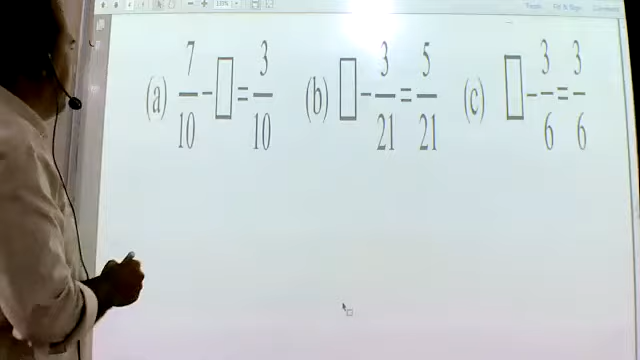 (a) 7/10 - □ = 3/10 (b) □ - 3/21 = 5/21 (c) □ - 3/6 = 3/6